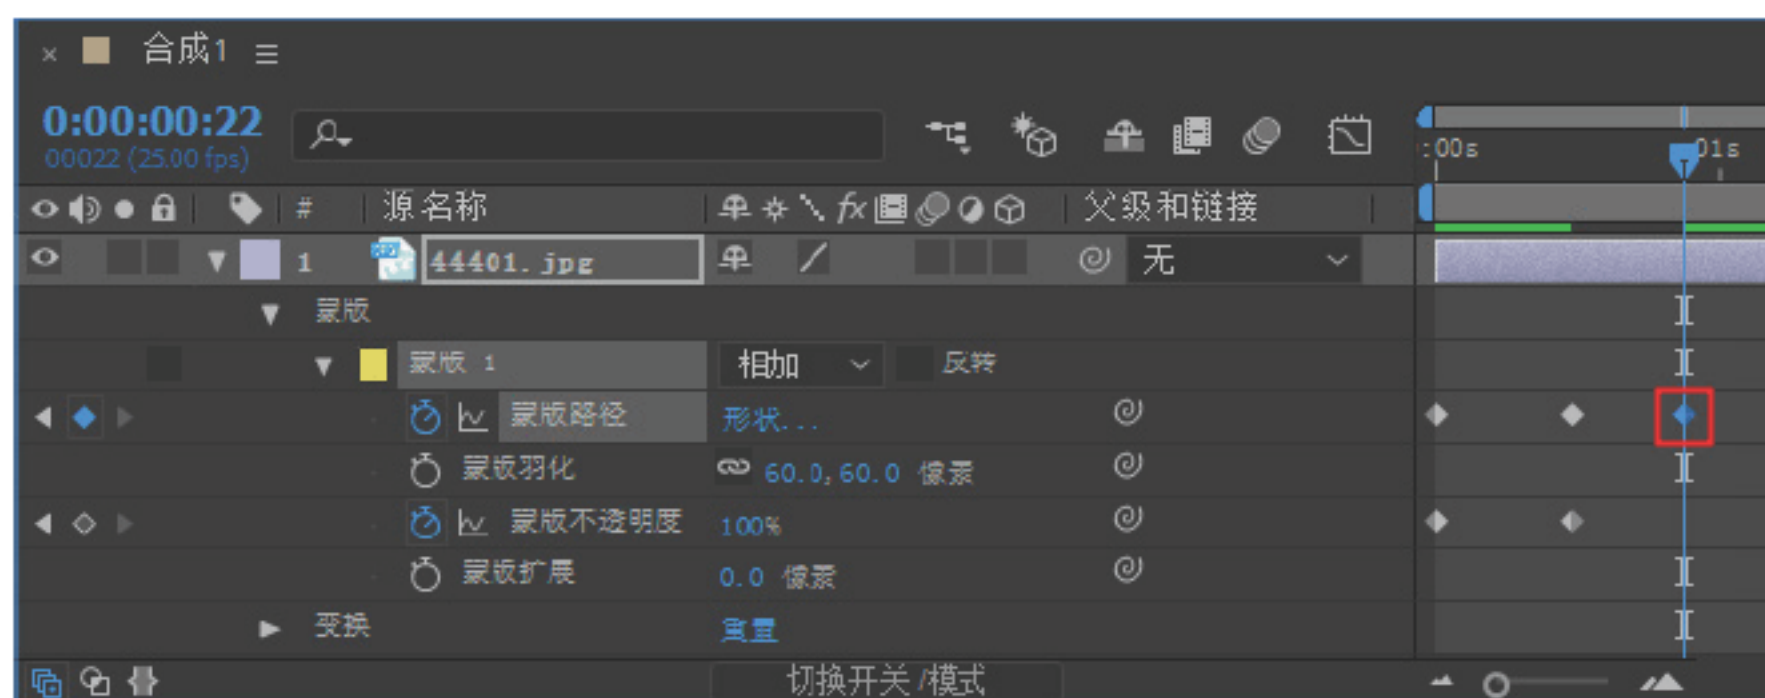 合成1
0:00:00:22
00022 (25.00 fps)
:00s 01s
# 源名称 fx 父级和链接
1 44401.jpg 无
蒙版
蒙版 1 相加 反转
蒙版路径 形状...
蒙版羽化 60.0,60.0 像素
蒙版不透明度 100%
蒙版扩展 0.0 像素
变换 重置
切换开关/模式